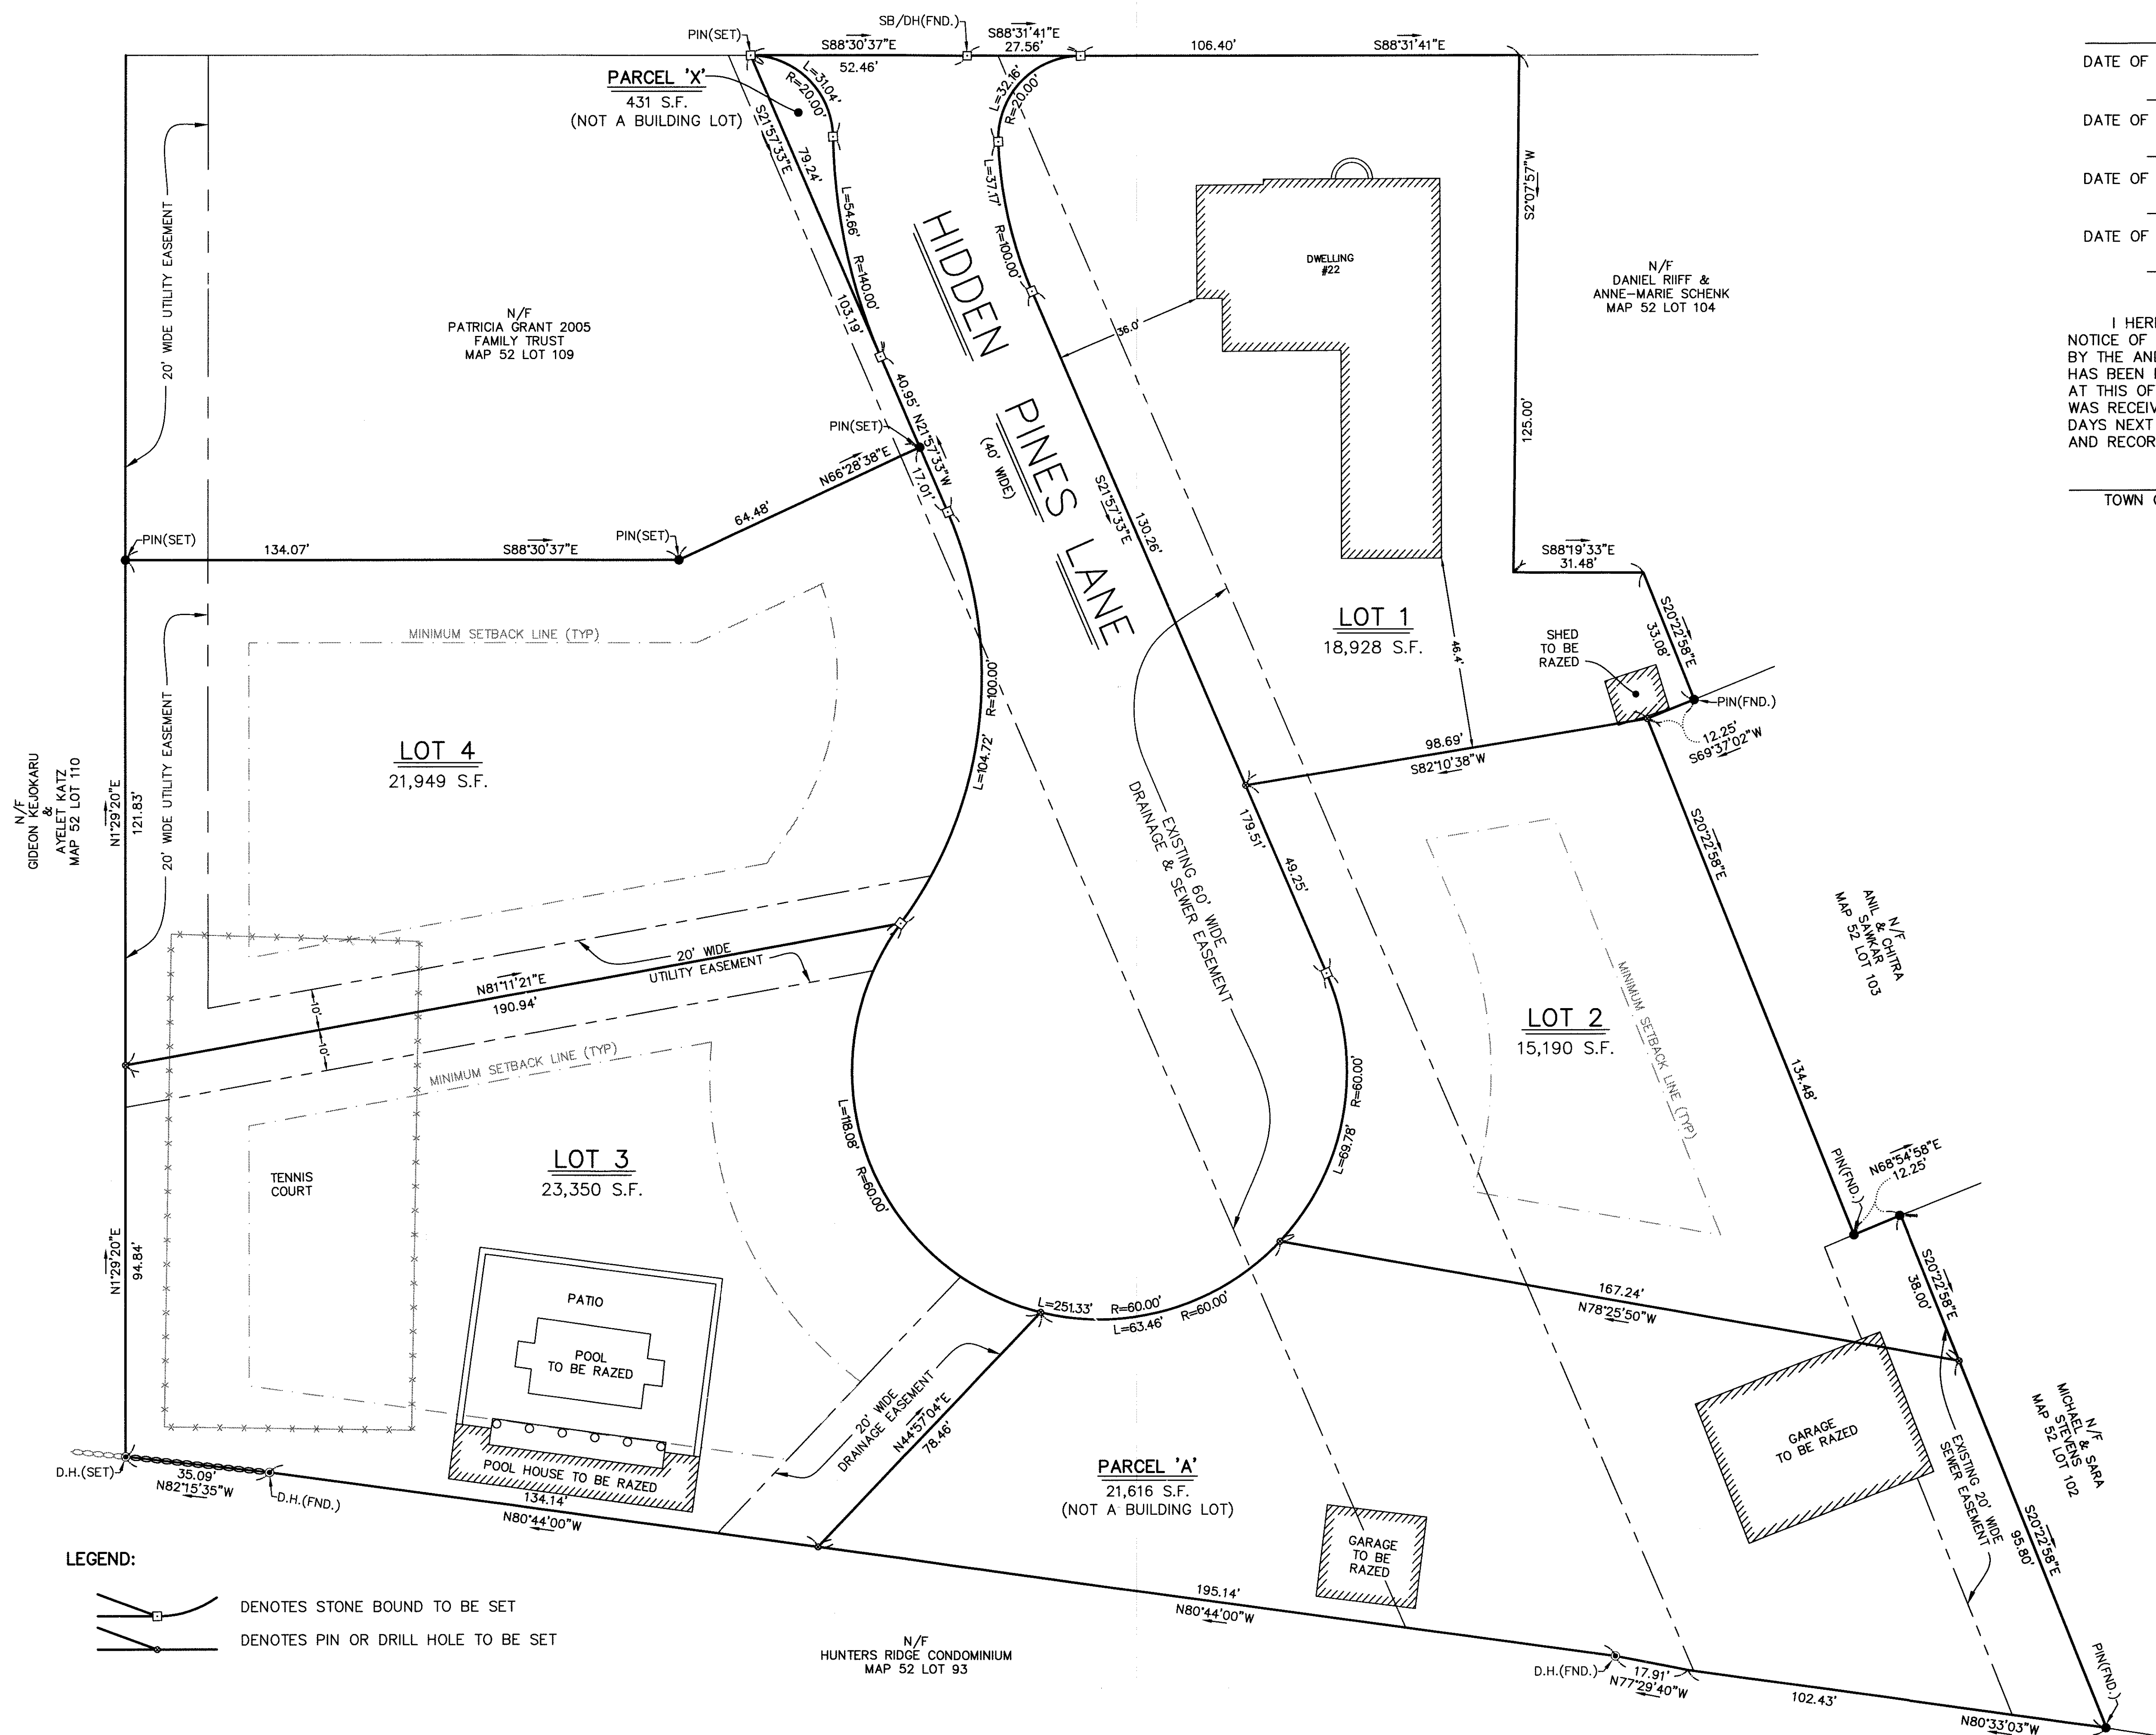 PIN(SET)
S88°30'37"E
52.46'
SB/DH(FND.)
S88°31'41"E
27.56'
106.40'
S88°31'41"E
PARCEL 'X'
431 S.F.
(NOT A BUILDING LOT)
L=31.04'
R=20.00'
L=32.16'
R=20.00'
S21°57'33"E
79.24'
103.19'
L=54.66'
R=140.00'
L=37.17'
R=100.00'
20' WIDE UTILITY EASEMENT
N/F
PATRICIA GRANT 2005
FAMILY TRUST
MAP 52 LOT 109
HIDDEN PINES LANE
(40' WIDE)
36.0'
DWELLING
#22
S2°07'57"W
125.00'
N/F
DANIEL RIIFF &
ANNE-MARIE SCHENK
MAP 52 LOT 104
DATE OF
DATE OF
DATE OF
DATE OF
I HERE
NOTICE OF
BY THE AND
HAS BEEN R
AT THIS OF
WAS RECEIV
DAYS NEXT
AND RECOR
TOWN C
40.95'
N21°57'33"W
PIN(SET)
17.01'
N66°28'38"E
64.48'
PIN(SET)
134.07'
S88°30'37"E
PIN(SET)
S21°57'33"E
130.26'
S88°19'33"E
31.48'
S20°22'58"E
33.08'
LOT 1
18,928 S.F.
46.4'
SHED
TO BE
RAZED
PIN(FND.)
12.25'
S69°37'02"W
98.69'
S82°10'38"W
MINIMUM SETBACK LINE (TYP)
20' WIDE UTILITY EASEMENT
LOT 4
21,949 S.F.
R=100.00'
L=104.72'
N/F
GIDEON KEJOKARU
&
AYELET KATZ
MAP 52 LOT 110
N1°29'20"E
121.83'
EXISTING 60' WIDE
DRAINAGE & SEWER EASEMENT
179.51'
49.25'
S20°22'58"E
134.48'
N/F
ANIL & CHITRA
SAWKAR
MAP 52 LOT 103
20' WIDE
UTILITY EASEMENT
N81°11'21"E
190.94'
10'
10'
MINIMUM SETBACK LINE (TYP)
MINIMUM SETBACK LINE (TYP)
LOT 2
15,190 S.F.
R=60.00'
L=69.78'
L=118.08'
R=60.00'
LOT 3
23,350 S.F.
TENNIS
COURT
N1°29'20"E
94.84'
PIN(FND.)
N68°54'58"E
12.25'
S20°22'58"E
38.00'
L=251.33'
R=60.00'
L=63.46'
R=60.00'
167.24'
N78°25'50"W
PATIO
POOL
TO BE RAZED
POOL HOUSE TO BE RAZED
20' WIDE
DRAINAGE EASEMENT
N44°57'04"E
78.46'
PARCEL 'A'
21,616 S.F.
(NOT A BUILDING LOT)
GARAGE
TO BE RAZED
GARAGE
TO BE
RAZED
EXISTING 20' WIDE
SEWER EASEMENT
N/F
MICHAEL & SARA
STEVENS
MAP 52 LOT 102
S20°22'58"E
95.80'
D.H.(SET)
35.09'
N82°15'35"W
D.H.(FND.)
134.14'
N80°44'00"W
195.14'
N80°44'00"W
D.H.(FND.)
17.91'
N77°29'40"W
102.43'
N80°33'03"W
PIN(FND.)
N/F
HUNTERS RIDGE CONDOMINIUM
MAP 52 LOT 93
LEGEND:
DENOTES STONE BOUND TO BE SET
DENOTES PIN OR DRILL HOLE TO BE SET